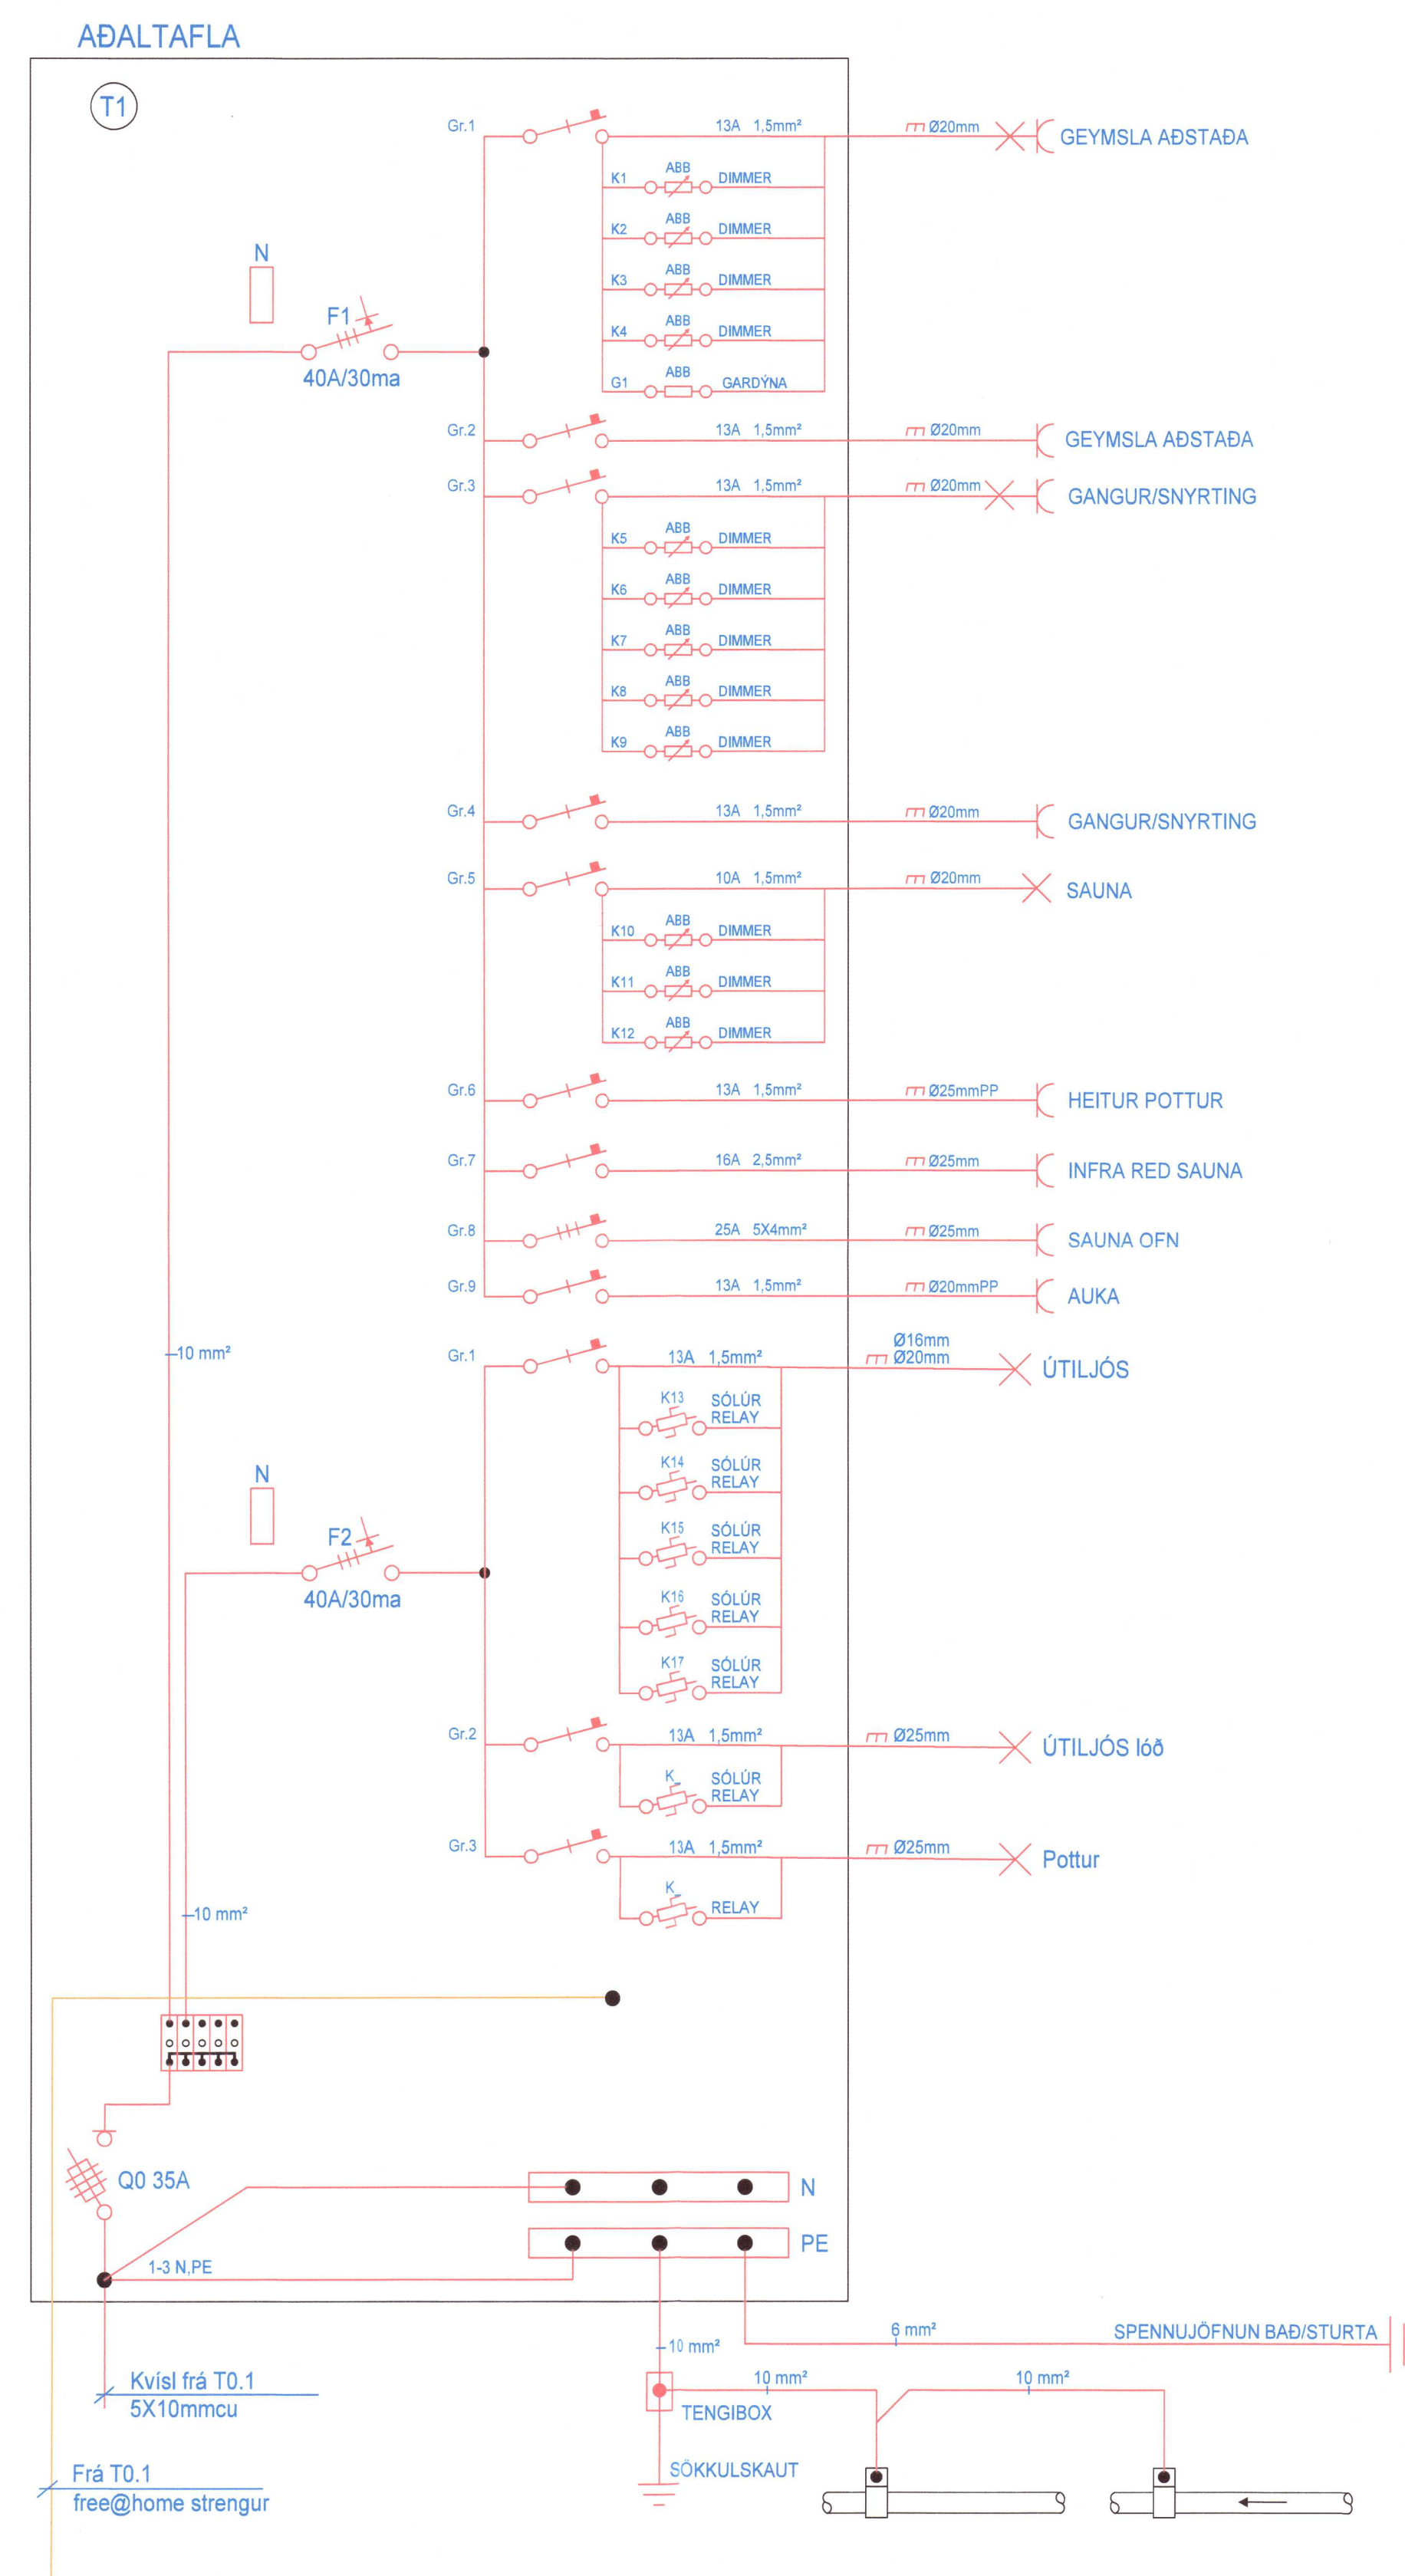 AÐALTAFLA
T1
Gr.1
13A 1,5mm²
Ø20mm
GEYMSLA AÐSTAÐA
ABB
K1
DIMMER
ABB
K2
DIMMER
ABB
K3
DIMMER
ABB
K4
DIMMER
ABB
G1
GARDÝNA
N
F1
40A/30ma
Gr.2
13A 1,5mm²
Ø20mm
GEYMSLA AÐSTAÐA
Gr.3
13A 1,5mm²
Ø20mm
GANGUR/SNYRTING
ABB
K5
DIMMER
ABB
K6
DIMMER
ABB
K7
DIMMER
ABB
K8
DIMMER
ABB
K9
DIMMER
Gr.4
13A 1,5mm²
Ø20mm
GANGUR/SNYRTING
Gr.5
10A 1,5mm²
Ø20mm
SAUNA
ABB
K10
DIMMER
ABB
K11
DIMMER
ABB
K12
DIMMER
Gr.6
13A 1,5mm²
Ø25mmPP
HEITUR POTTUR
Gr.7
16A 2,5mm²
Ø25mm
INFRA RED SAUNA
Gr.8
25A 5X4mm²
Ø25mm
SAUNA OFN
Gr.9
13A 1,5mm²
Ø20mmPP
AUKA
10 mm²
Gr.1
13A 1,5mm²
Ø16mm
Ø20mm
ÚTILJÓS
K13
SÓLÚR
RELAY
K14
SÓLÚR
RELAY
K15
SÓLÚR
RELAY
K16
SÓLÚR
RELAY
K17
SÓLÚR
RELAY
N
F2
40A/30ma
Gr.2
13A 1,5mm²
Ø25mm
ÚTILJÓS lóð
K_
SÓLÚR
RELAY
Gr.3
13A 1,5mm²
Ø25mm
Pottur
K_
RELAY
10 mm²
Q0 35A
N
PE
1-3 N,PE
Kvísl frá T0.1
5X10mmcu
Frá T0.1
free@home strengur
10 mm²
6 mm²
SPENNUJÖFNUN BAÐ/STURTA
10 mm²
10 mm²
TENGIBOX
SÖKKULSKAUT